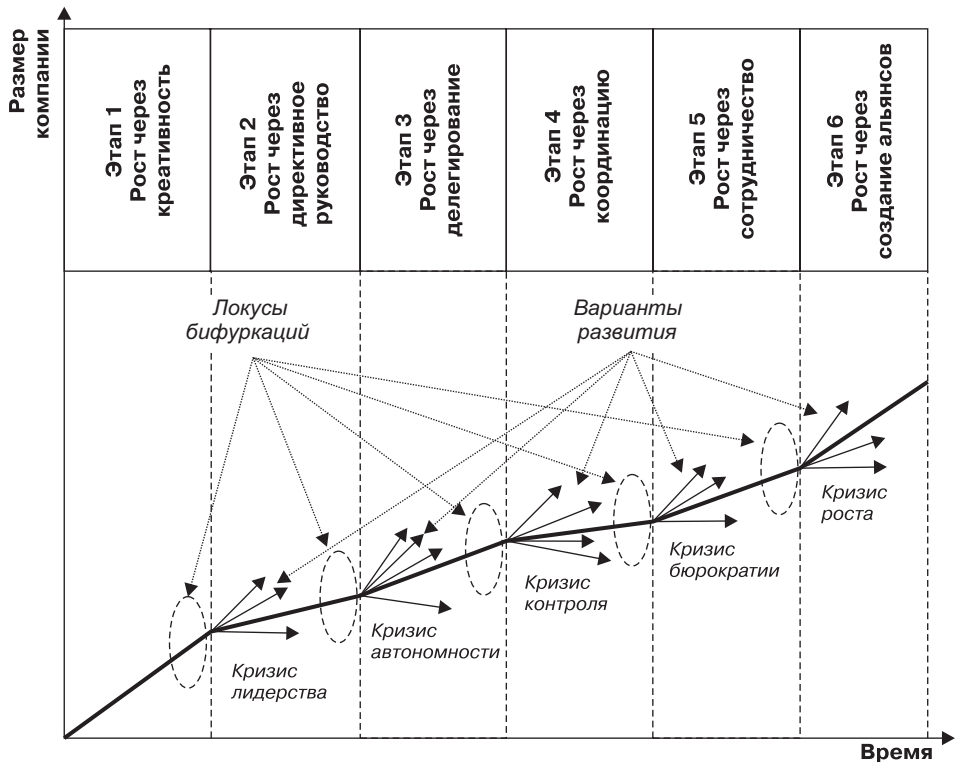 Размер
компании
Этап 1
Рост через
креативность
Этап 2
Рост через
директивное
руководство
Этап 3
Рост через
делегирование
Этап 4
Рост через
координацию
Этап 5
Рост через
сотрудничество
Этап 6
Рост через
создание альянсов
Локусы
бифуркаций
Варианты
развития
Кризис
роста
Кризис
бюрократии
Кризис
контроля
Кризис
автономности
Кризис
лидерства
Время